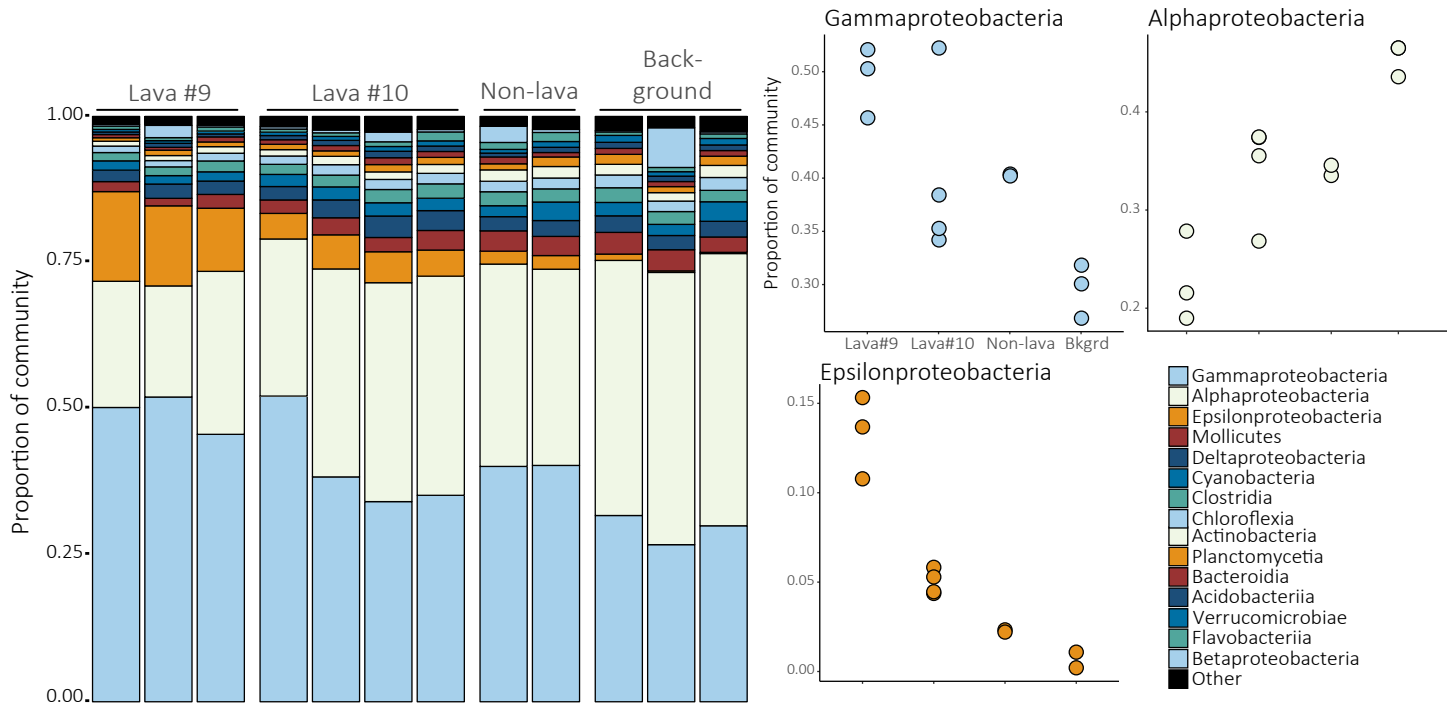 Lava #9
Lava #10
Non-lava
Back-
ground
Proportion of community
1.00
0.75
0.50
0.25
0.00
Gammaproteobacteria
Proportion of community
0.50
0.45
0.40
0.35
0.30
Lava#9
Lava#10
Non-lava
Bkgrd
Alphaproteobacteria
0.4
0.3
0.2
Epsilonproteobacteria
0.15
0.10
0.05
0.00
Gammaproteobacteria
Alphaproteobacteria
Epsilonproteobacteria
Mollicutes
Deltaproteobacteria
Cyanobacteria
Clostridia
Chloroflexia
Actinobacteria
Planctomycetia
Bacteroidia
Acidobacteriia
Verrucomicrobiae
Flavobacteriia
Betaproteobacteria
Other